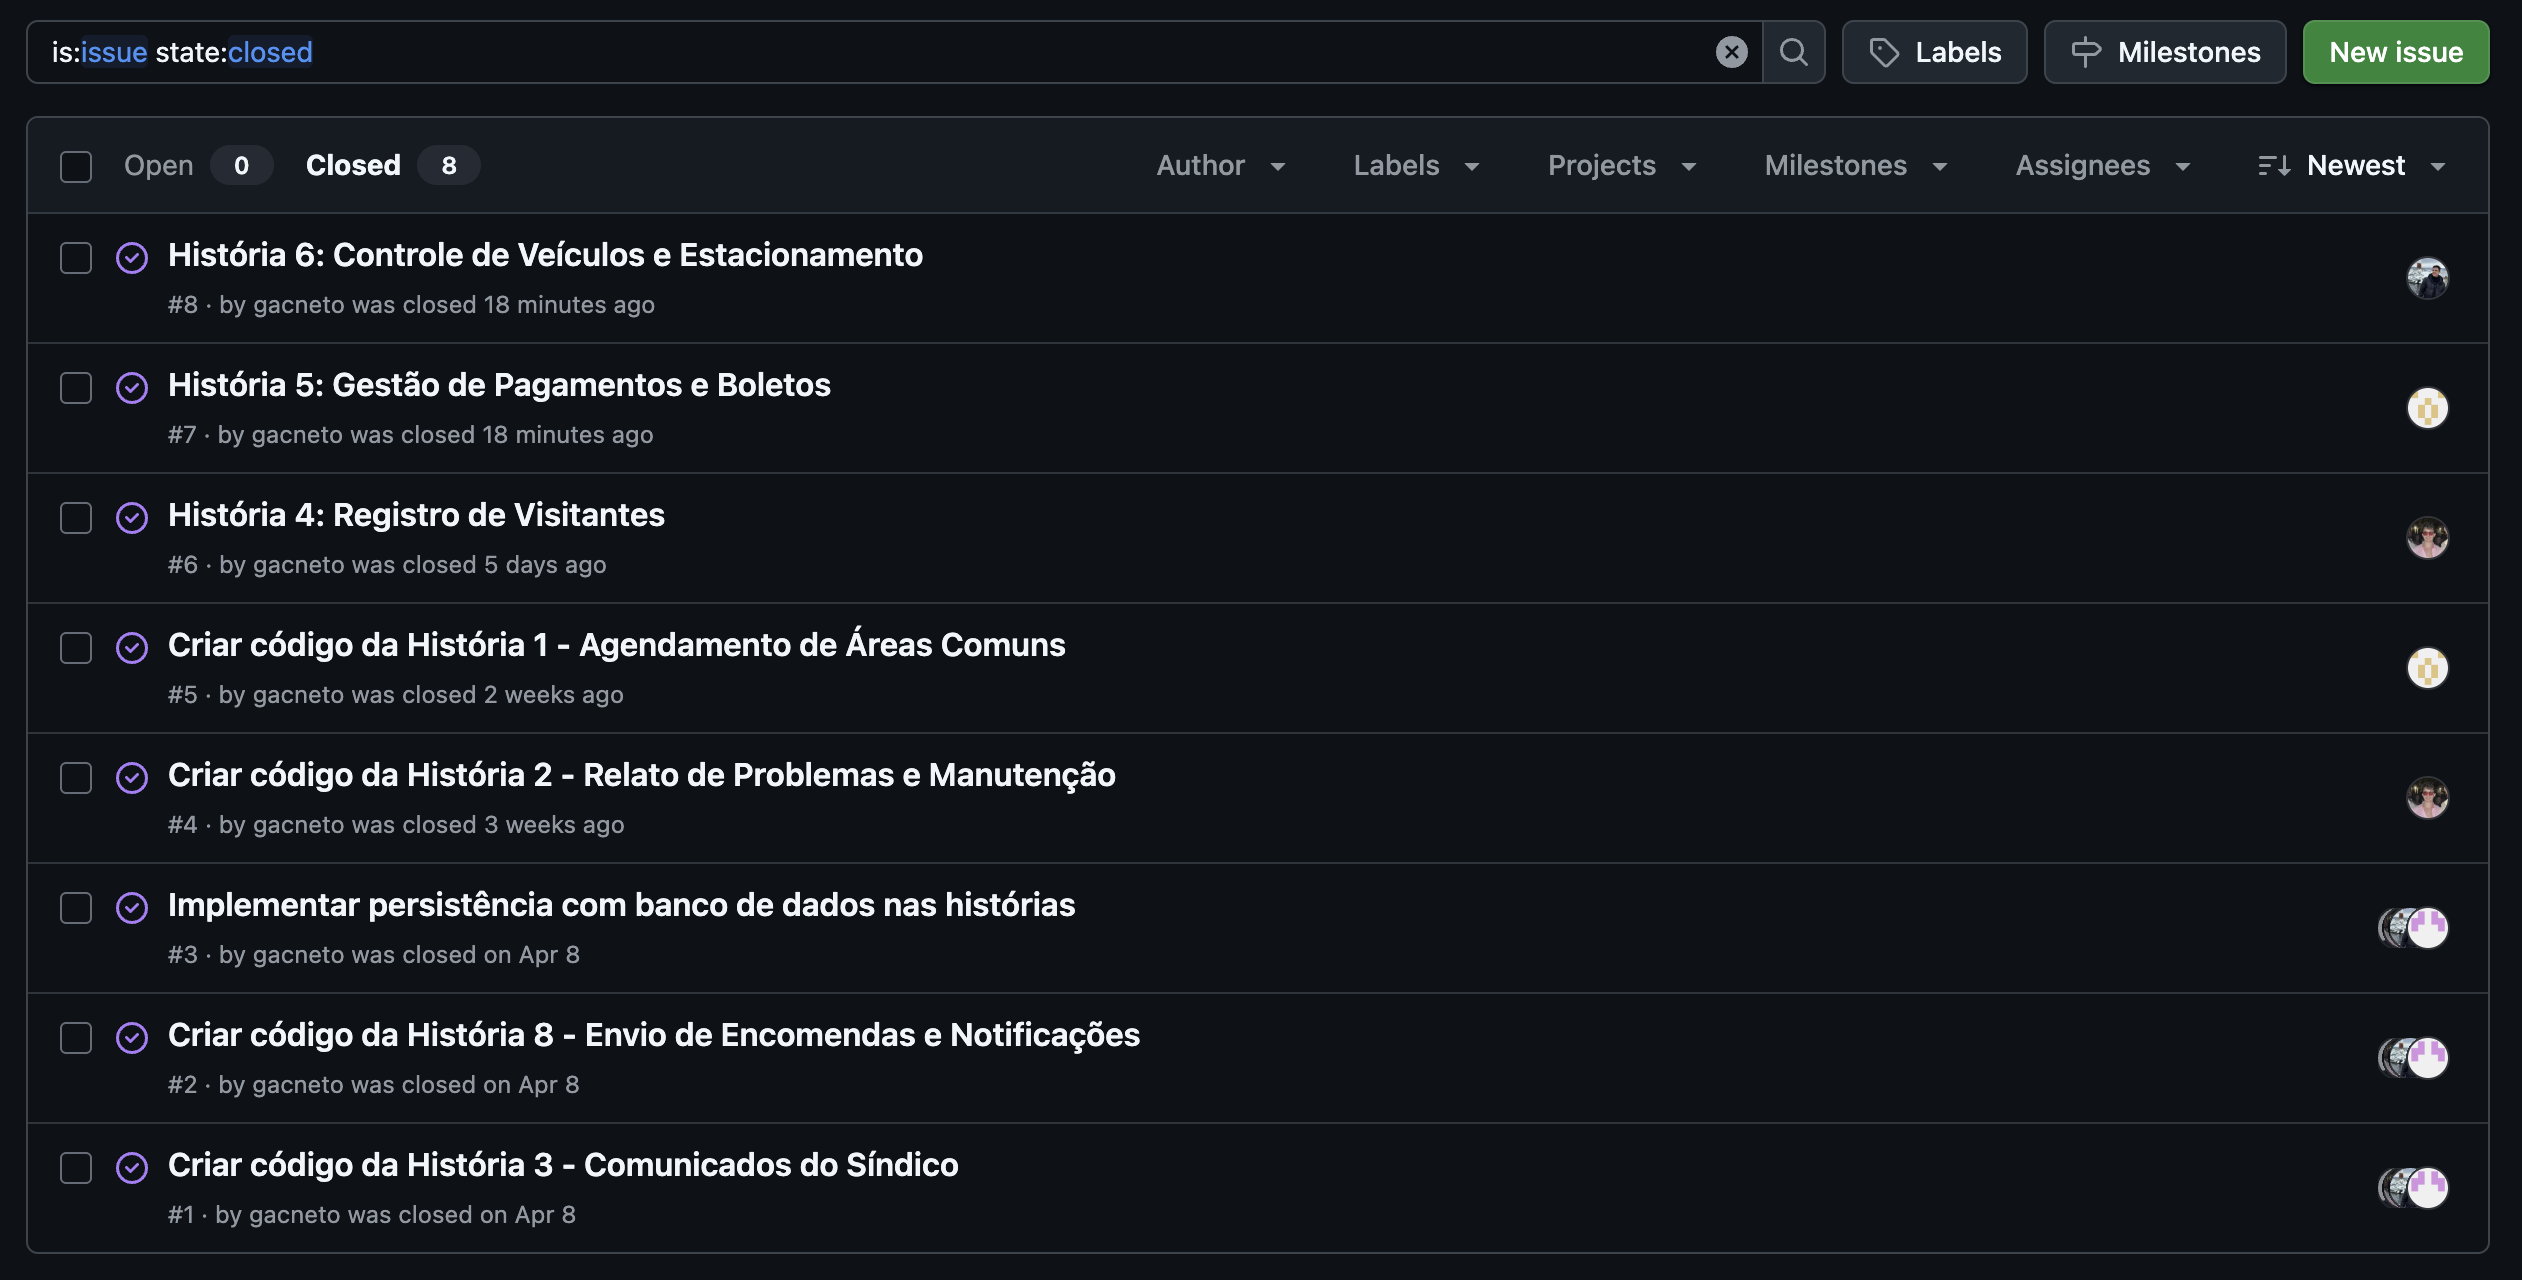 is:issue state:closed
Labels
Milestones
New issue
Open 0 Closed 8 Author Labels Projects Milestones Assignees Newest
História 6: Controle de Veículos e Estacionamento
#8 · by gacneto was closed 18 minutes ago
História 5: Gestão de Pagamentos e Boletos
#7 · by gacneto was closed 18 minutes ago
História 4: Registro de Visitantes
#6 · by gacneto was closed 5 days ago
Criar código da História 1 - Agendamento de Áreas Comuns
#5 · by gacneto was closed 2 weeks ago
Criar código da História 2 - Relato de Problemas e Manutenção
#4 · by gacneto was closed 3 weeks ago
Implementar persistência com banco de dados nas histórias
#3 · by gacneto was closed on Apr 8
Criar código da História 8 - Envio de Encomendas e Notificações
#2 · by gacneto was closed on Apr 8
Criar código da História 3 - Comunicados do Síndico
#1 · by gacneto was closed on Apr 8